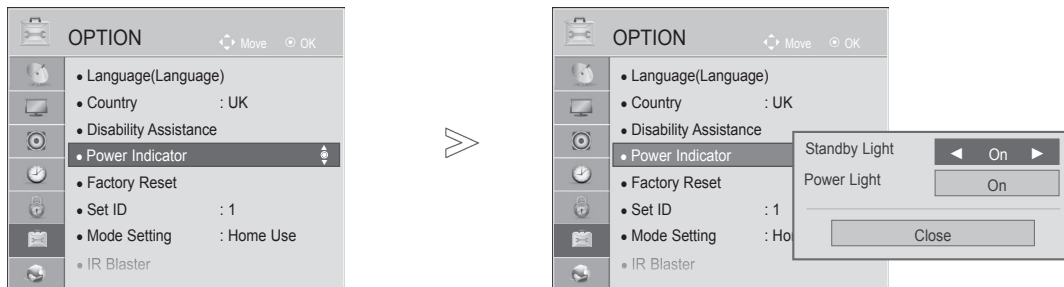 OPTION
Move OK
• Language(Language)
• Country : UK
• Disability Assistance
• Power Indicator
• Factory Reset
• Set ID : 1
• Mode Setting : Home Use
• IR Blaster
OPTION
Move OK
• Language(Language)
• Country : UK
• Disability Assistance
• Power Indicator
• Factory Reset
• Set ID : 1
• Mode Setting : Ho
• IR Blaster
Standby Light ◄ On ►
Power Light On
Close